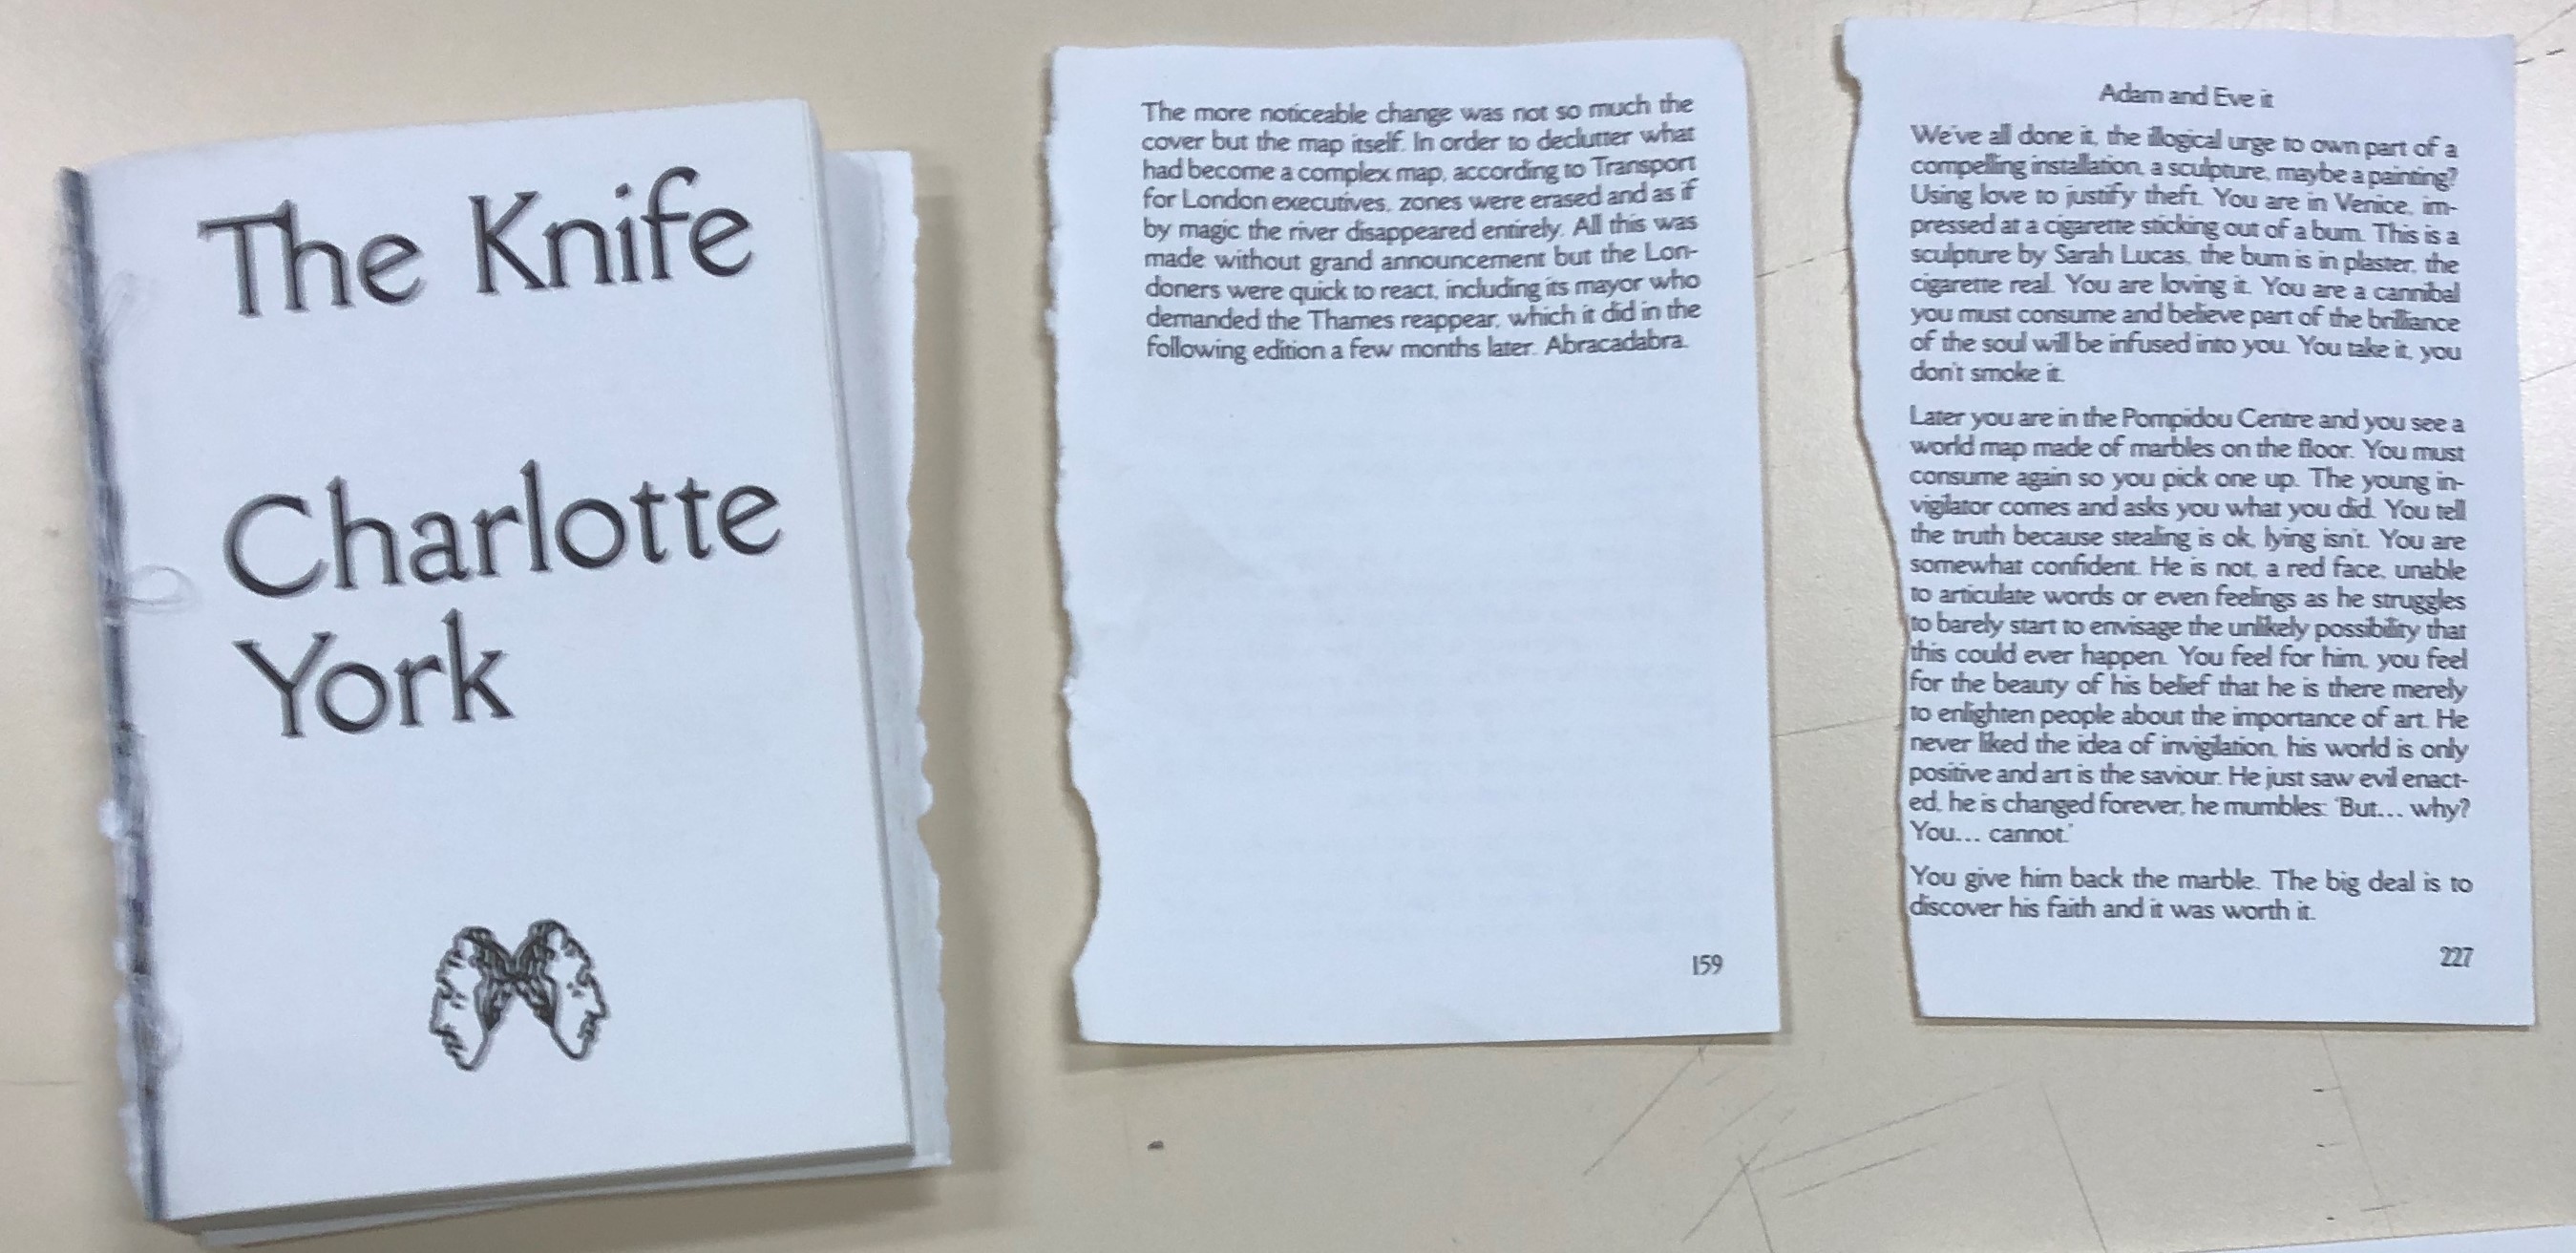 The Knife
Charlotte
York
The more noticeable change was not so much the
cover but the map itself. In order to declutter what
had become a complex map, according to Transport
for London executives, zones were erased and as if
by magic the river disappeared entirely. All this was
made without grand announcement but the Lon-
doners were quick to react, including its mayor who
demanded the Thames reappear, which it did in the
following edition a few months later. Abracadabra.
159
Adam and Eve it
We've all done it, the illogical urge to own part of a
compelling installation, a sculpture, maybe a painting?
Using love to justify theft. You are in Venice, im-
pressed at a cigarette sticking out of a bum. This is a
sculpture by Sarah Lucas, the bum is in plaster, the
cigarette real. You are loving it. You are a cannibal
you must consume and believe part of the brilliance
of the soul will be infused into you. You take it, you
don't smoke it.
Later you are in the Pompidou Centre and you see a
world map made of marbles on the floor. You must
consume again so you pick one up. The young in-
vigilator comes and asks you what you did. You tell
the truth because stealing is ok, lying isn't. You are
somewhat confident. He is not, a red face, unable
to articulate words or even feelings as he struggles
to barely start to envisage the unlikely possibility that
this could ever happen. You feel for him, you feel
for the beauty of his belief that he is there merely
to enlighten people about the importance of art. He
never liked the idea of invigilation, his world is only
positive and art is the saviour. He just saw evil enact-
ed, he is changed forever, he mumbles: 'But... why?
You... cannot.'
You give him back the marble. The big deal is to
discover his faith and it was worth it.
227